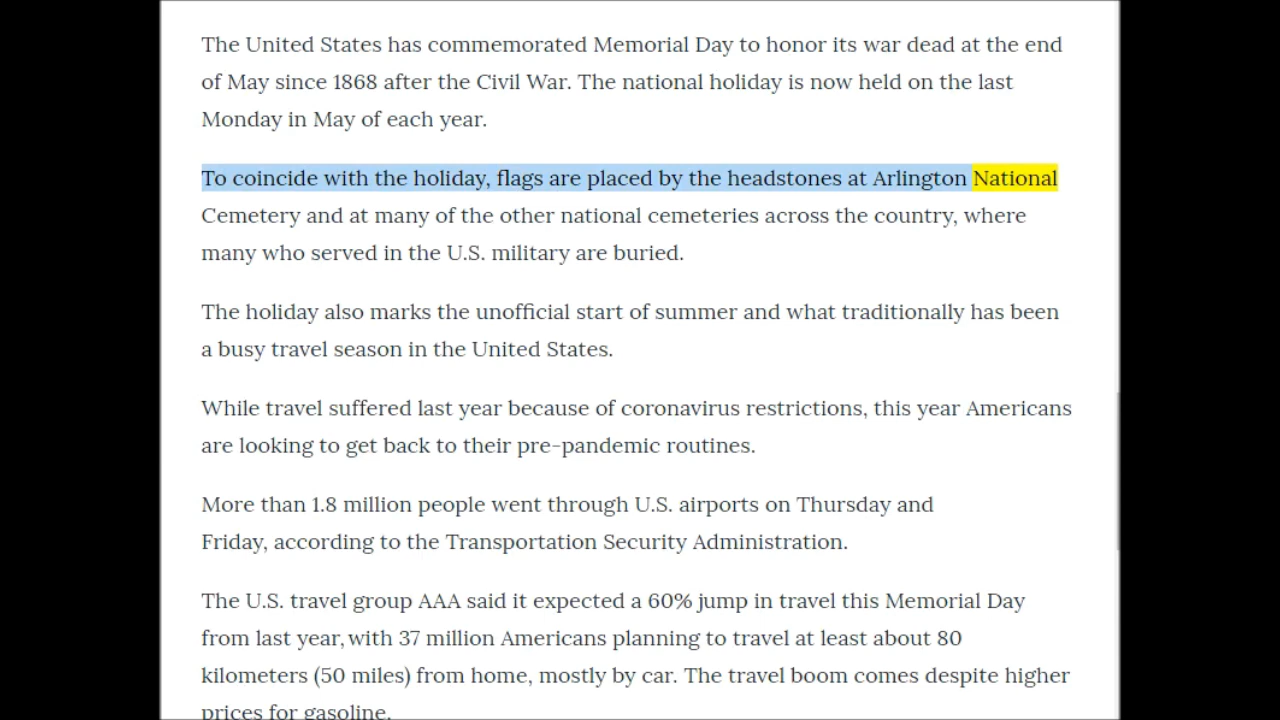 The United States has commemorated Memorial Day to honor its war dead at the end
of May since 1868 after the Civil War. The national holiday is now held on the last
Monday in May of each year.
To coincide with the holiday, flags are placed by the headstones at Arlington National
Cemetery and at many of the other national cemeteries across the country, where
many who served in the U.S. military are buried.
The holiday also marks the unofficial start of summer and what traditionally has been
a busy travel season in the United States.
While travel suffered last year because of coronavirus restrictions, this year Americans
are looking to get back to their pre-pandemic routines.
More than 1.8 million people went through U.S. airports on Thursday and
Friday, according to the Transportation Security Administration.
The U.S. travel group AAA said it expected a 60% jump in travel this Memorial Day
from last year, with 37 million Americans planning to travel at least about 80
kilometers (50 miles) from home, mostly by car. The travel boom comes despite higher
prices for gasoline.